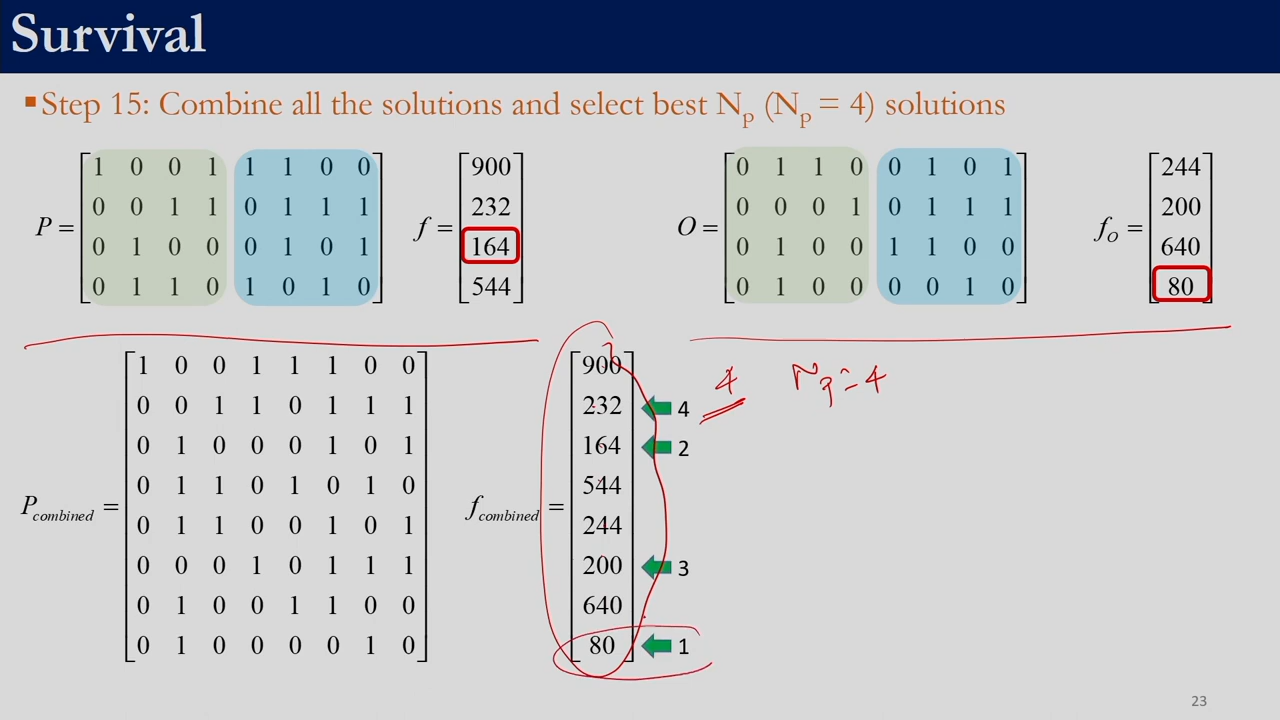 Survival
▪Step 15: Combine all the solutions and select best Np (Np = 4) solutions
P = [1 0 0 1 1 1 0 0
0 0 1 1 0 1 1 1
0 1 0 0 0 1 0 1
0 1 1 0 1 0 1 0]
f = [900
232
164
544]
O = [0 1 1 0 0 1 0 1
0 0 0 1 0 1 1 1
0 1 0 0 1 1 0 0
0 1 0 0 0 0 1 0]
fO = [244
200
640
80]
Pcombined = [1 0 0 1 1 1 0 0
0 0 1 1 0 1 1 1
0 1 0 0 0 1 0 1
0 1 1 0 1 0 1 0
0 1 1 0 0 1 0 1
0 0 0 1 0 1 1 1
0 1 0 0 1 1 0 0
0 1 0 0 0 0 1 0]
fcombined = [900
232 4
164 2
544
244
200 3
640
80] 1
4 Np = 4
23